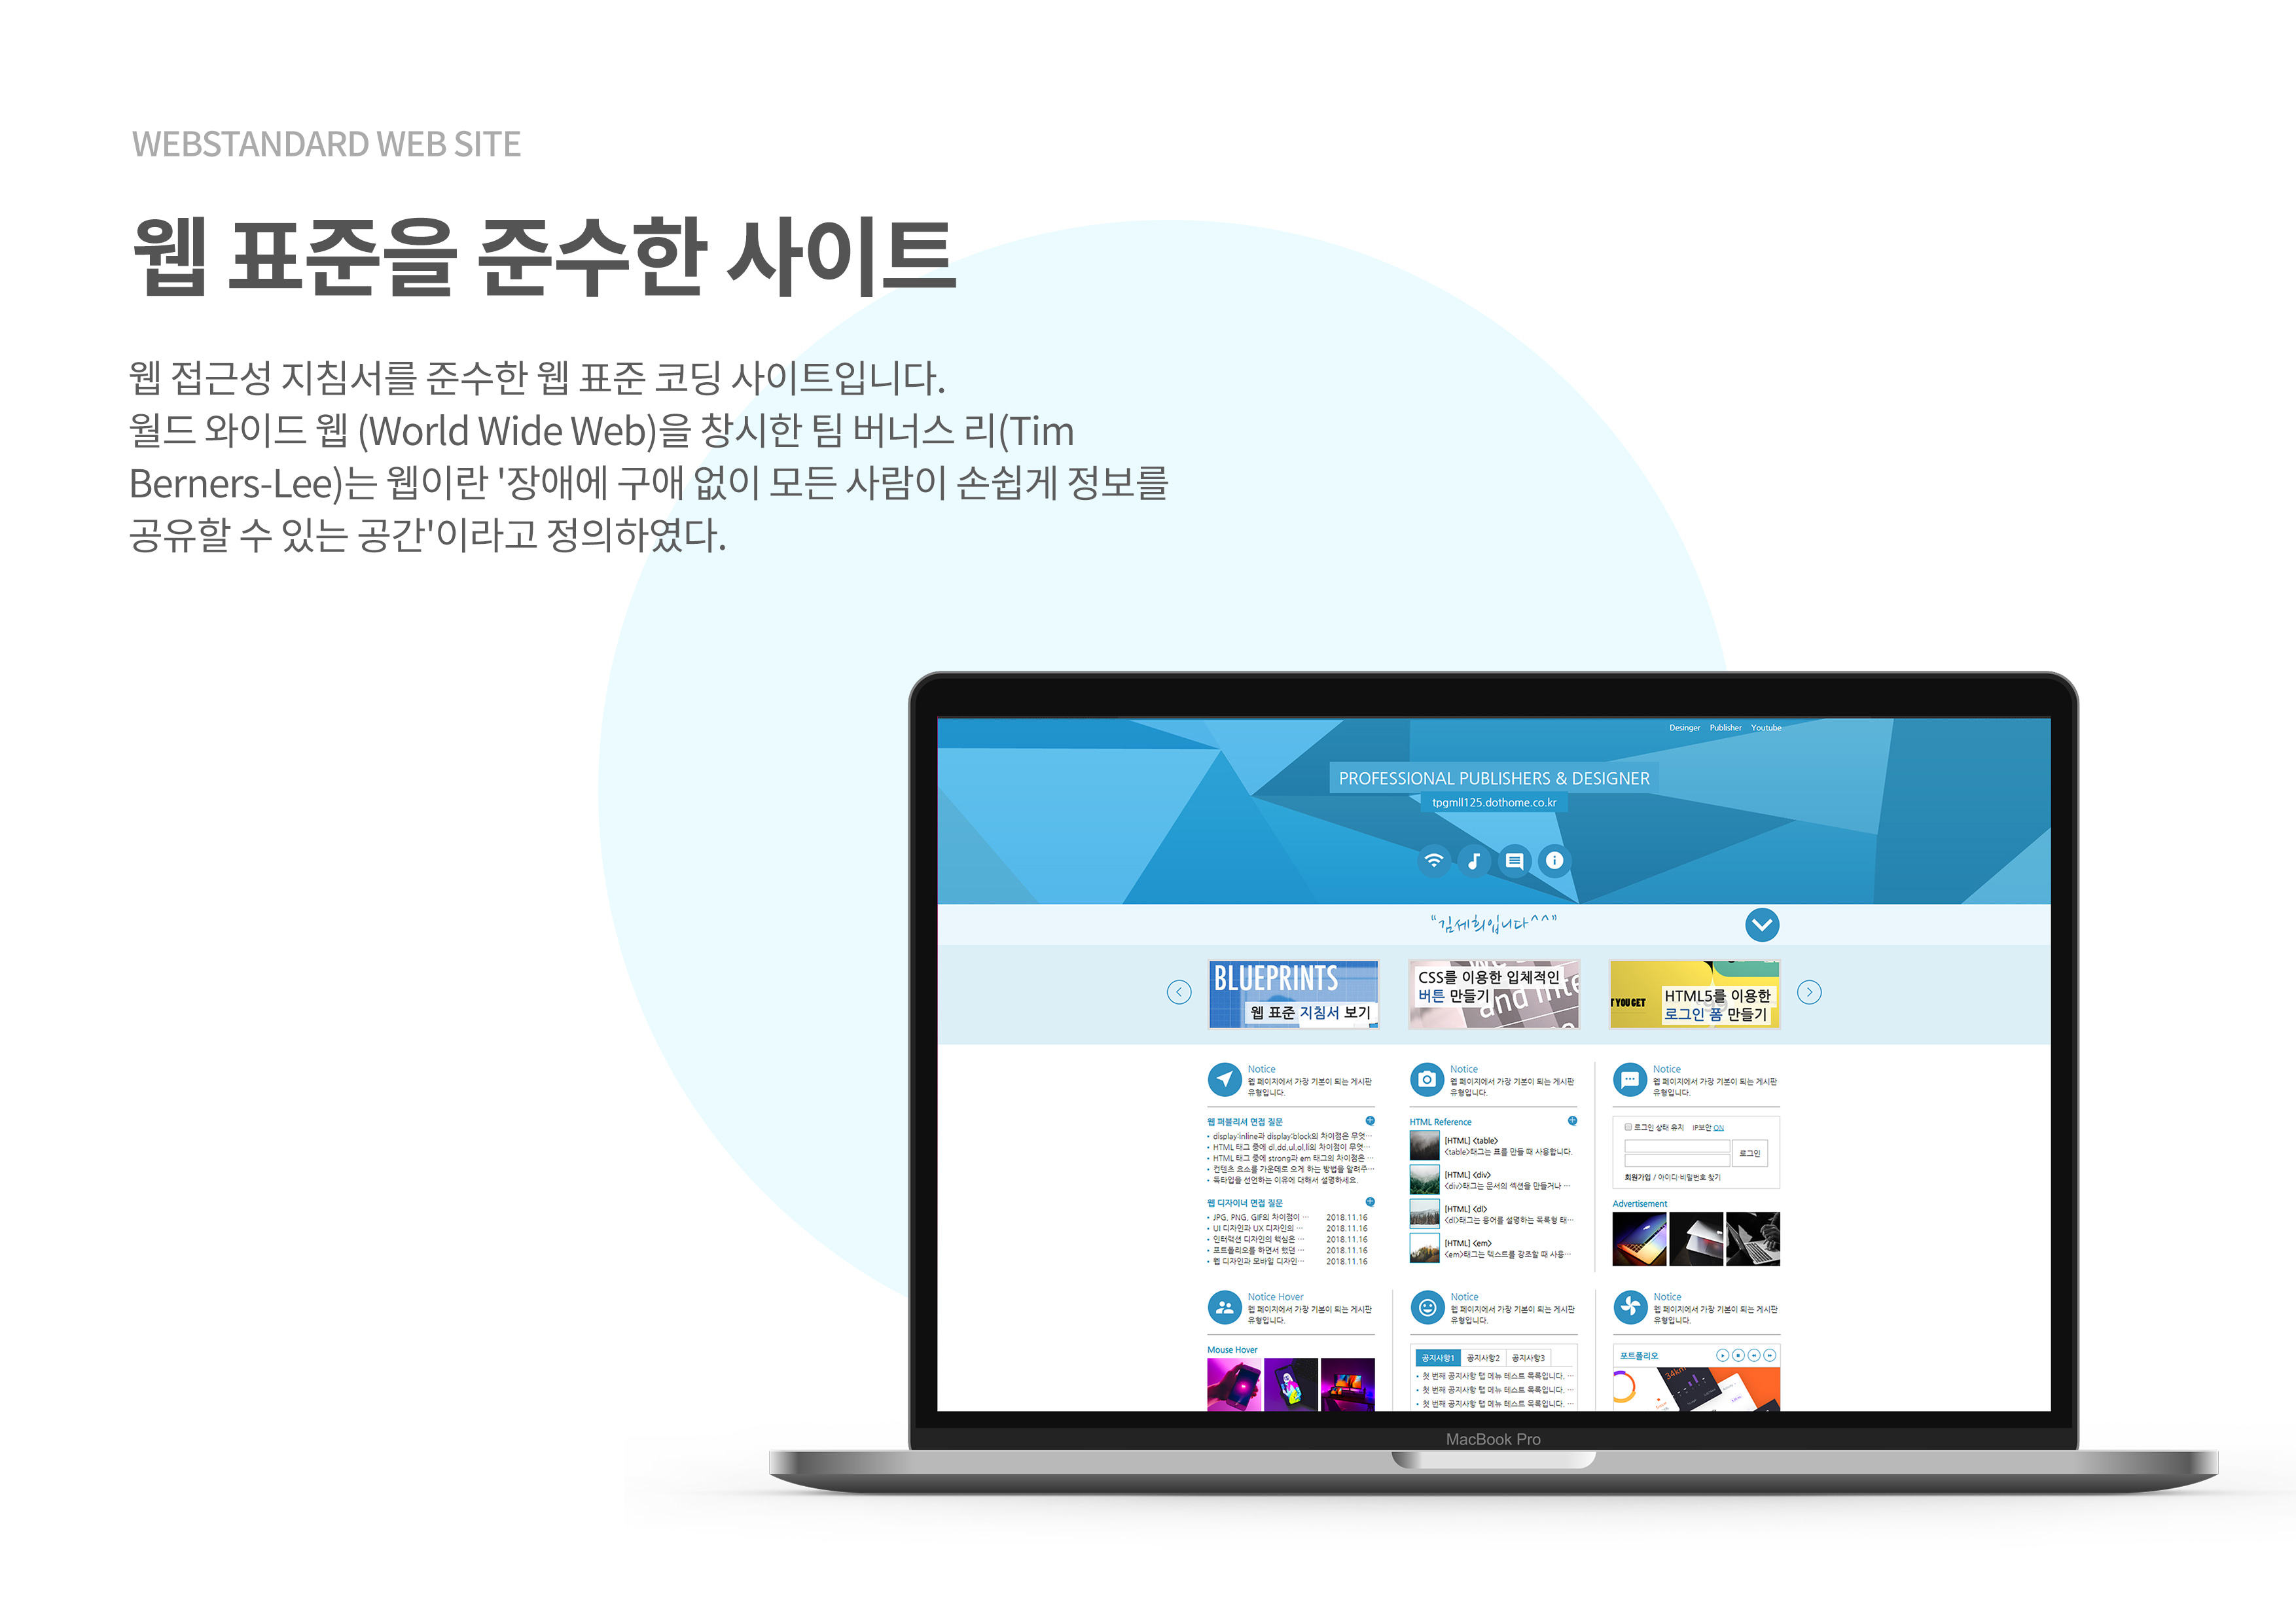 WEBSTANDARD WEB SITE
웹 표준을 준수한 사이트
웹 접근성 지침서를 준수한 웹 표준 코딩 사이트입니다.
월드 와이드 웹 (World Wide Web)을 창시한 팀 버너스 리(Tim
Berners-Lee)는 웹이란 '장애에 구애 없이 모든 사람이 손쉽게 정보를
공유할 수 있는 공간'이라고 정의하였다.
Desinger Publisher Youtube
PROFESSIONAL PUBLISHERS & DESIGNER
tpgmll125.dothome.co.kr
"김세희입니다^^"
BLUEPRINTS
웹 표준 지침서 보기
CSS를 이용한 입체적인
버튼 만들기
and inte
T YOU GET
HTML5를 이용한
로그인 폼 만들기
Notice
웹 페이지에서 가장 기본이 되는 게시판
유형입니다.
웹 퍼블리셔 면접 질문
• display:inline과 display:block의 차이점은 무엇…
• HTML 태그 중에 dl,dd,ul,ol,li의 차이점이 무엇…
• HTML 태그 중에 strong과 em 태그의 차이점은 …
• 컨텐츠 요소를 가운데로 오게 하는 방법을 알려주…
• 독타입을 선언하는 이유에 대해서 설명하세요.
웹 디자이너 면접 질문
• JPG, PNG, GIF의 차이점이 … 2018.11.16
• UI 디자인과 UX 디자인의 … 2018.11.16
• 인터랙션 디자인의 핵심은 … 2018.11.16
• 포트폴리오를 하면서 했던 … 2018.11.16
• 웹 디자인과 모바일 디자인… 2018.11.16
Notice
웹 페이지에서 가장 기본이 되는 게시판
유형입니다.
HTML Reference
[HTML] <table>
<table>태그는 표를 만들 때 사용합니다.
[HTML] <div>
<div>태그는 문서의 섹션을 만들거나 …
[HTML] <dl>
<dl>태그는 용어를 설명하는 목록형 태…
[HTML] <em>
<em>태그는 텍스트를 강조할 때 사용…
Notice
웹 페이지에서 가장 기본이 되는 게시판
유형입니다.
로그인 상태 유지 IP보안 ON
로그인
회원가입 / 아이디·비밀번호 찾기
Advertisement
Notice Hover
웹 페이지에서 가장 기본이 되는 게시판
유형입니다.
Mouse Hover
Notice
웹 페이지에서 가장 기본이 되는 게시판
유형입니다.
공지사항1 공지사항2 공지사항3
• 첫 번째 공지사항 탭 메뉴 테스트 목록입니다. …
• 첫 번째 공지사항 탭 메뉴 테스트 목록입니다. …
• 첫 번째 공지사항 탭 메뉴 테스트 목록입니다. …
Notice
웹 페이지에서 가장 기본이 되는 게시판
유형입니다.
포트폴리오
34km
MacBook Pro